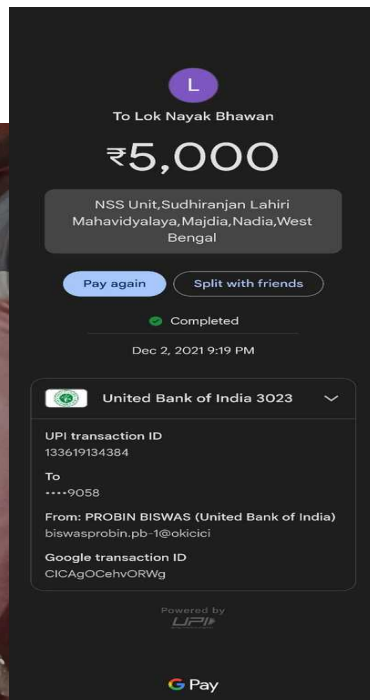 L
To Lok Nayak Bhawan
₹5,000
NSS Unit,Sudhiranjan Lahiri
Mahavidyalaya,Majdia,Nadia,West
Bengal
Pay again
Split with friends
Completed
Dec 2, 2021 9:19 PM
United Bank of India 3023
UPI transaction ID
133619134384
To
····9058
From: PROBIN BISWAS (United Bank of India)
biswasprobin.pb-1@okicici
Google transaction ID
CICAgOCehvORWg
Powered by
UPI
G Pay